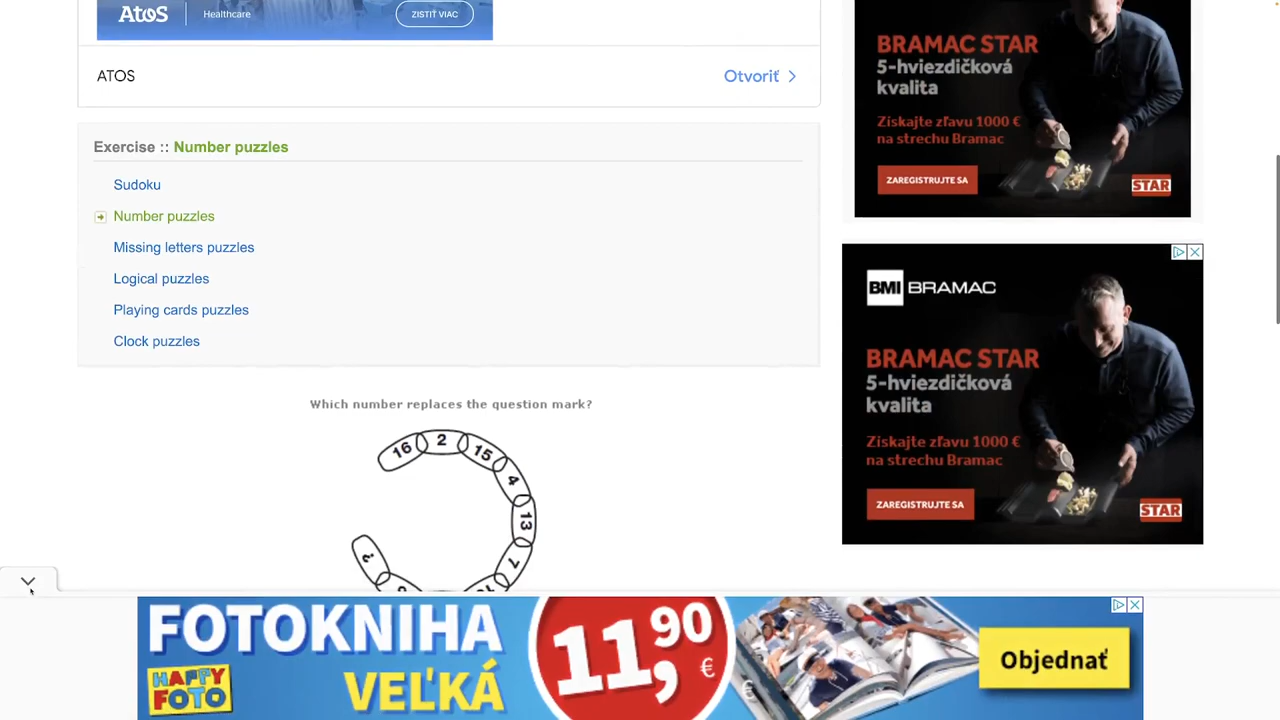 AtoS
Healthcare
ZISTIŤ VIAC
ATOS
Otvoriť
Exercise :: Number puzzles
Sudoku
Number puzzles
Missing letters puzzles
Logical puzzles
Playing cards puzzles
Clock puzzles
Which number replaces the question mark?
16
2
15
4
13
7
?
BRAMAC STAR
5-hviezdičková
kvalita
Získajte zľavu 1000 €
na strechu Bramac
ZAREGISTRUJTE SA
STAR
BMI BRAMAC
BRAMAC STAR
5-hviezdičková
kvalita
Získajte zľavu 1000 €
na strechu Bramac
ZAREGISTRUJTE SA
STAR
FOTOKNIHA
VEĽKÁ
HAPPY
FOTO
11,90
€
Objednať